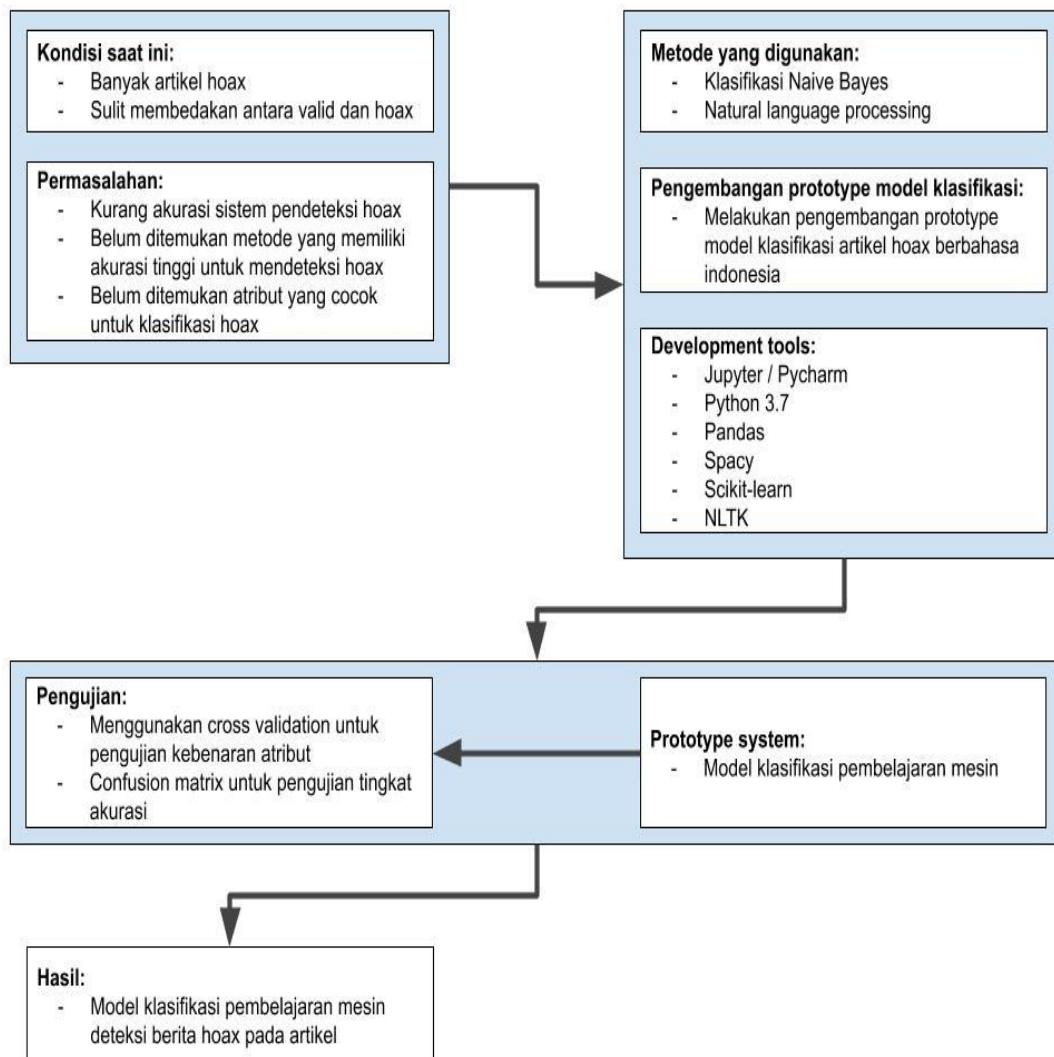 Kondisi saat ini:
- Banyak artikel hoax
- Sulit membedakan antara valid dan hoax
Permasalahan:
- Kurang akurasi sistem pendeteksi hoax
- Belum ditemukan metode yang memiliki
akurasi tinggi untuk mendeteksi hoax
- Belum ditemukan atribut yang cocok
untuk klasifikasi hoax
Metode yang digunakan:
- Klasifikasi Naive Bayes
- Natural language processing
Pengembangan prototype model klasifikasi:
- Melakukan pengembangan prototype
model klasifikasi artikel hoax berbahasa
indonesia
Development tools:
- Jupyter / Pycharm
- Python 3.7
- Pandas
- Spacy
- Scikit-learn
- NLTK
Pengujian:
- Menggunakan cross validation untuk
pengujian kebenaran atribut
- Confusion matrix untuk pengujian tingkat
akurasi
Prototype system:
- Model klasifikasi pembelajaran mesin
Hasil:
- Model klasifikasi pembelajaran mesin
deteksi berita hoax pada artikel